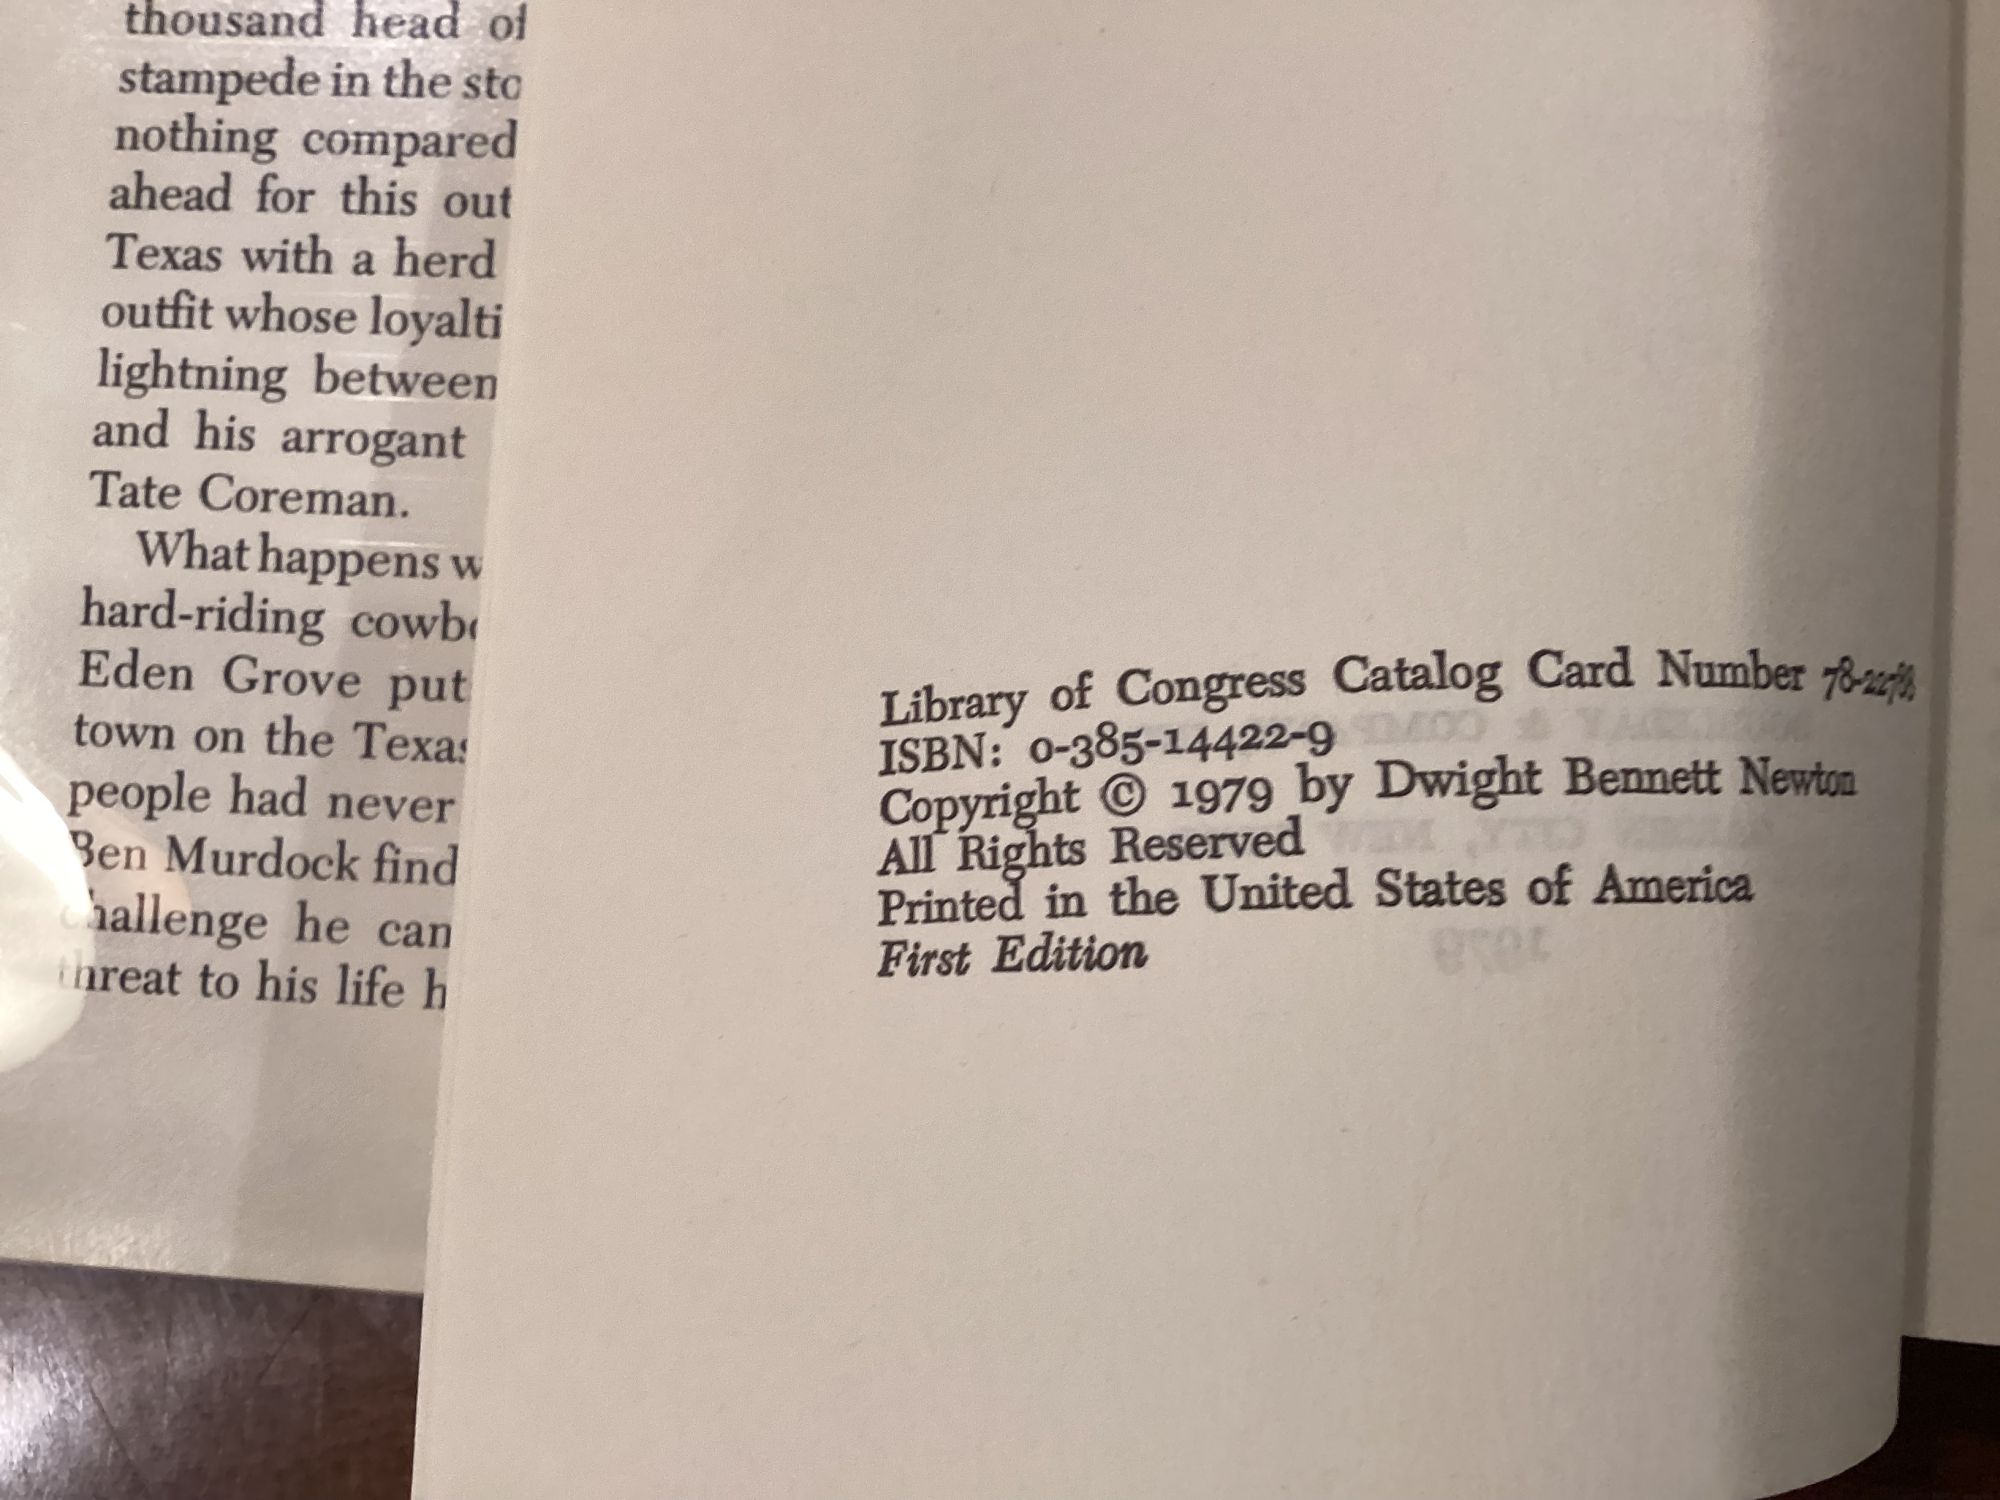 thousand head of
stampede in the sto
nothing compared
ahead for this out
Texas with a herd
outfit whose loyalti
lightning between
and his arrogant
Tate Coreman.
What happens w
hard-riding cowbo
Eden Grove put
town on the Texas
people had never
Ben Murdock find
challenge he can
threat to his life h
Library of Congress Catalog Card Number
ISBN: 0-385-14422-9
Copyright © 1979 by Dwight Bennett Newton
All Rights Reserved
Printed in the United States of America
First Edition